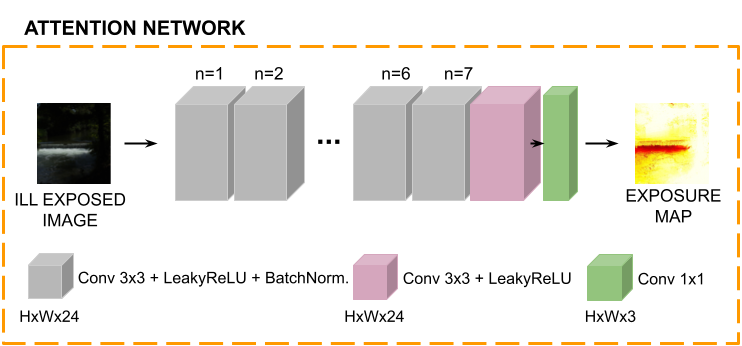 ATTENTION NETWORK
n=1 n=2 n=6 n=7
...
ILL EXPOSED
IMAGE
EXPOSURE
MAP
Conv 3x3 + LeakyReLU + BatchNorm.
Conv 3x3 + LeakyReLU
Conv 1x1
HxWx24
HxWx24
HxWx3